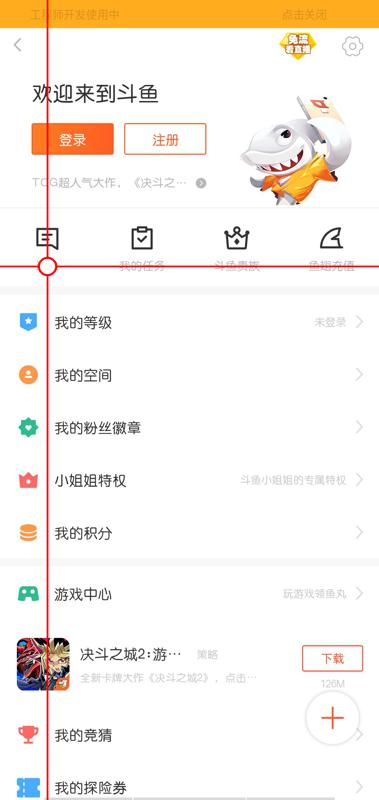 工程师开发使用中
点击关闭
免流
看直播
欢迎来到斗鱼
登录
注册
TCG超人气大作，《决斗之…
我的任务
斗鱼贵族
鱼翅充值
我的等级
未登录
我的空间
我的粉丝徽章
小姐姐特权
斗鱼小姐姐的专属特权
我的积分
游戏中心
玩游戏领鱼丸
决斗之城2:游…
策略
下载
全新卡牌大作《决斗之城2》，点击…
126M
我的竞猜
我的探险券